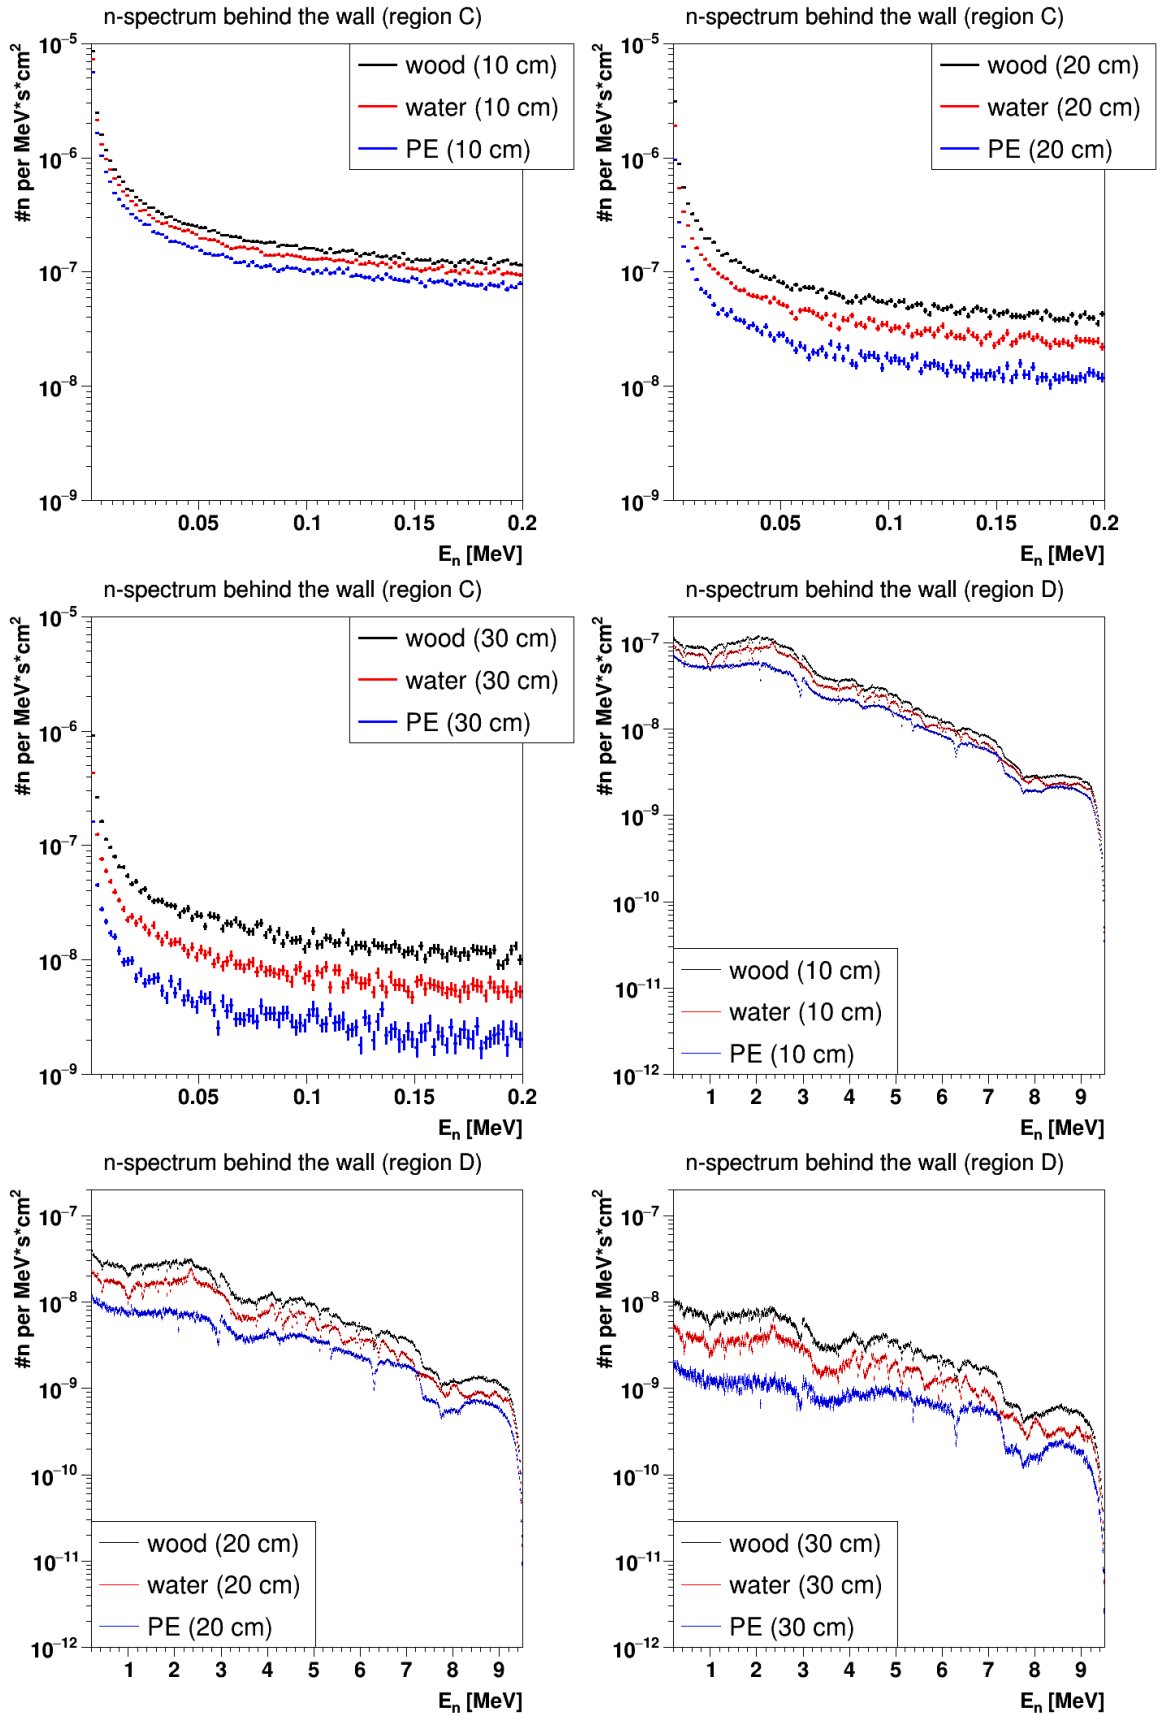 n-spectrum behind the wall (region C)
#n per MeV*s*cm²
10⁻⁵
10⁻⁶
10⁻⁷
10⁻⁸
10⁻⁹
wood (10 cm)
water (10 cm)
PE (10 cm)
0.05 0.1 0.15 0.2
Eₙ [MeV]
n-spectrum behind the wall (region C)
#n per MeV*s*cm²
10⁻⁵
10⁻⁶
10⁻⁷
10⁻⁸
10⁻⁹
wood (20 cm)
water (20 cm)
PE (20 cm)
0.05 0.1 0.15 0.2
Eₙ [MeV]
n-spectrum behind the wall (region C)
#n per MeV*s*cm²
10⁻⁵
10⁻⁶
10⁻⁷
10⁻⁸
10⁻⁹
wood (30 cm)
water (30 cm)
PE (30 cm)
0.05 0.1 0.15 0.2
Eₙ [MeV]
n-spectrum behind the wall (region D)
#n per MeV*s*cm²
10⁻⁷
10⁻⁸
10⁻⁹
10⁻¹⁰
10⁻¹¹
10⁻¹²
wood (10 cm)
water (10 cm)
PE (10 cm)
1 2 3 4 5 6 7 8 9
Eₙ [MeV]
n-spectrum behind the wall (region D)
#n per MeV*s*cm²
10⁻⁷
10⁻⁸
10⁻⁹
10⁻¹⁰
10⁻¹¹
10⁻¹²
wood (20 cm)
water (20 cm)
PE (20 cm)
1 2 3 4 5 6 7 8 9
Eₙ [MeV]
n-spectrum behind the wall (region D)
#n per MeV*s*cm²
10⁻⁷
10⁻⁸
10⁻⁹
10⁻¹⁰
10⁻¹¹
10⁻¹²
wood (30 cm)
water (30 cm)
PE (30 cm)
1 2 3 4 5 6 7 8 9
Eₙ [MeV]